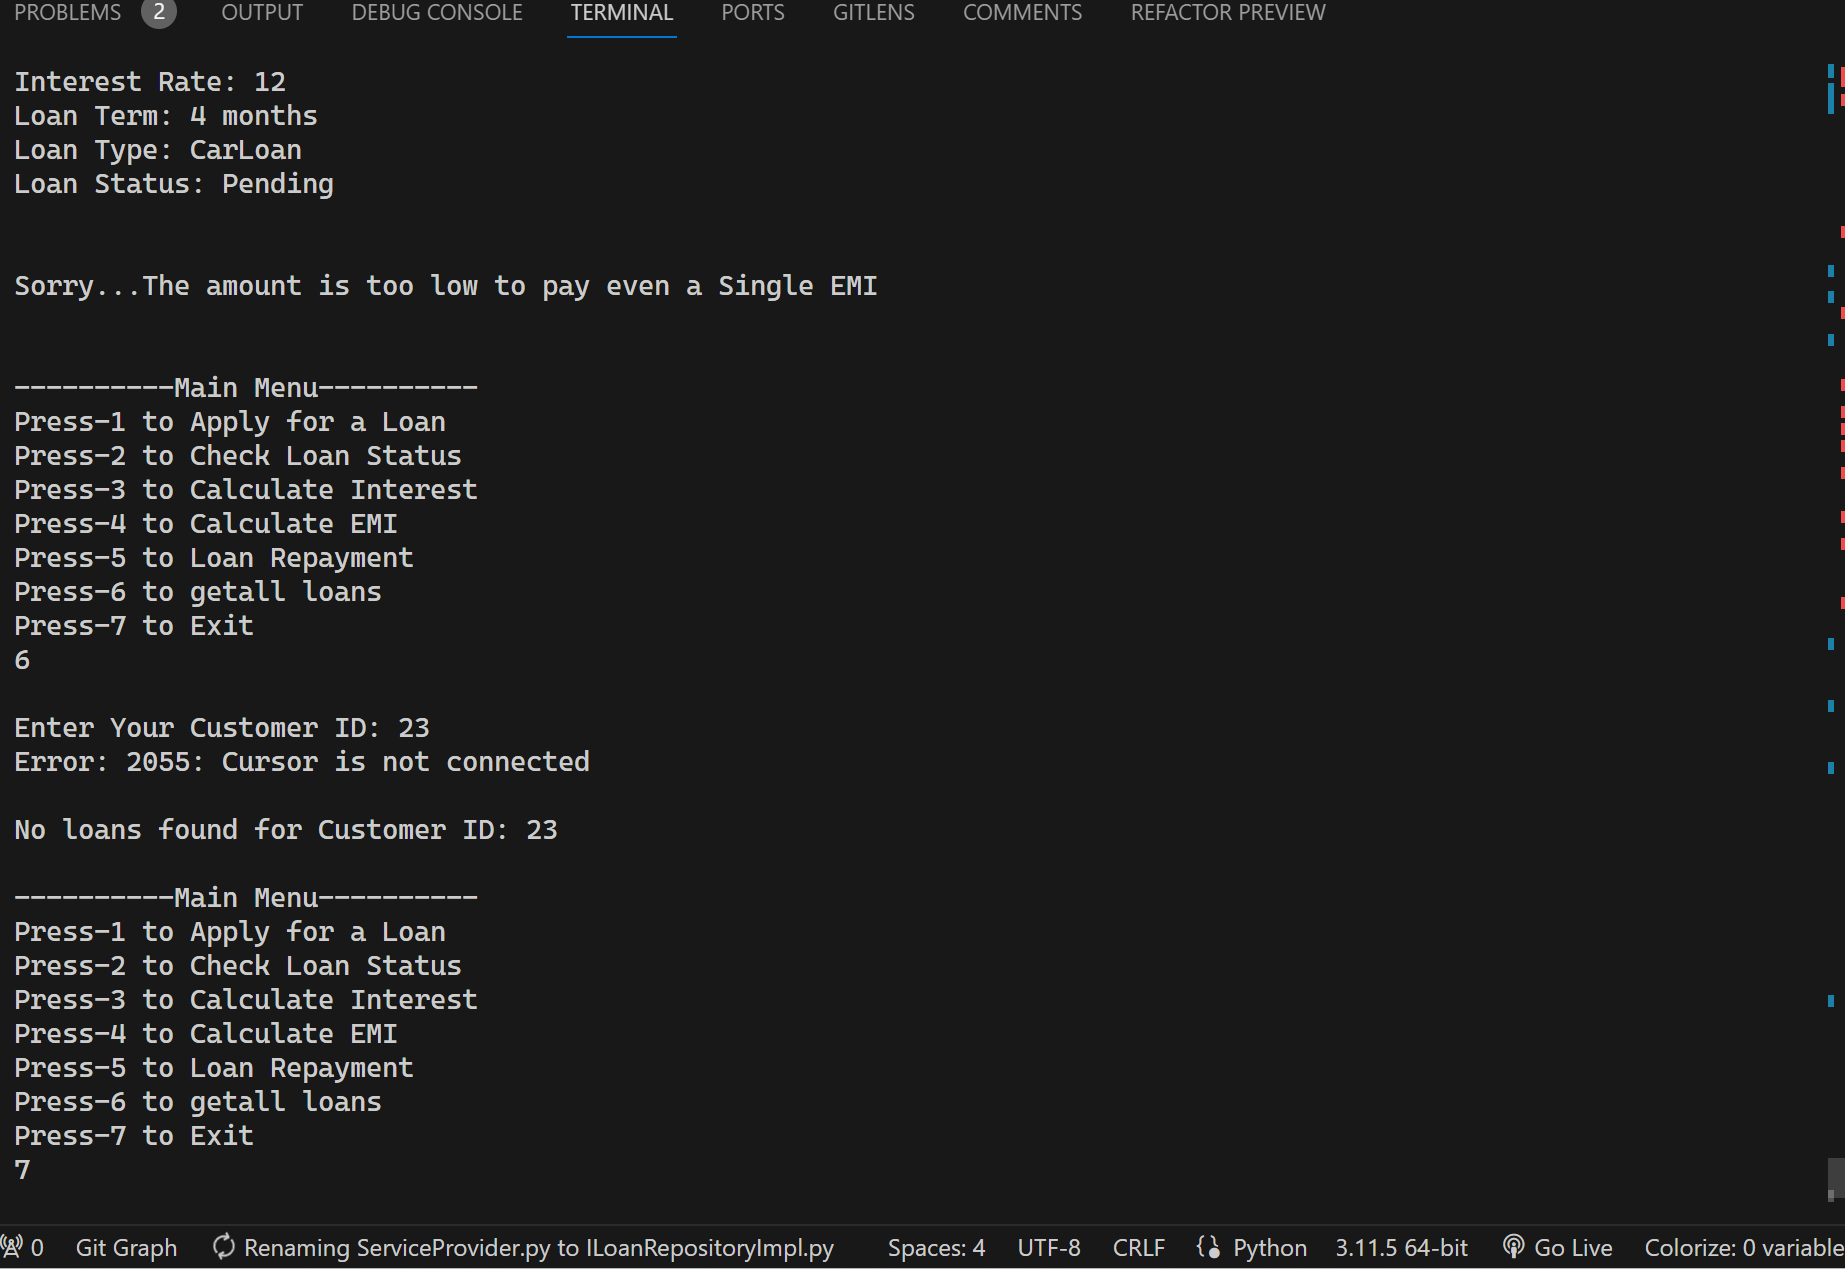 PROBLEMS 2 OUTPUT DEBUG CONSOLE TERMINAL PORTS GITLENS COMMENTS REFACTOR PREVIEW
Interest Rate: 12
Loan Term: 4 months
Loan Type: CarLoan
Loan Status: Pending
Sorry...The amount is too low to pay even a Single EMI
----------Main Menu----------
Press-1 to Apply for a Loan
Press-2 to Check Loan Status
Press-3 to Calculate Interest
Press-4 to Calculate EMI
Press-5 to Loan Repayment
Press-6 to getall loans
Press-7 to Exit
6
Enter Your Customer ID: 23
Error: 2055: Cursor is not connected
No loans found for Customer ID: 23
----------Main Menu----------
Press-1 to Apply for a Loan
Press-2 to Check Loan Status
Press-3 to Calculate Interest
Press-4 to Calculate EMI
Press-5 to Loan Repayment
Press-6 to getall loans
Press-7 to Exit
7
0 Git Graph Renaming ServiceProvider.py to ILoanRepositoryImpl.py Spaces: 4 UTF-8 CRLF Python 3.11.5 64-bit Go Live Colorize: 0 variable